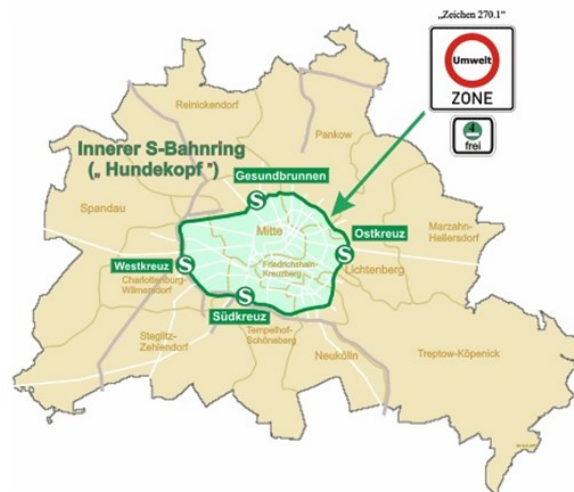 „Zeichen 270.1"
Umwelt
ZONE
4
frei
Reinickendorf
Pankow
Innerer S-Bahnring
(„ Hundekopf ")
Gesundbrunnen
S
Spandau
Mitte
Ostkreuz
S
Marzahn-
Hellersdorf
Westkreuz
S
Friedrichshain-
Kreuzberg
Lichtenberg
Charlottenburg-
Wilmersdorf
S
Südkreuz
Steglitz-
Zehlendorf
Tempelhof-
Schöneberg
Neukölln
Treptow-Köpenick